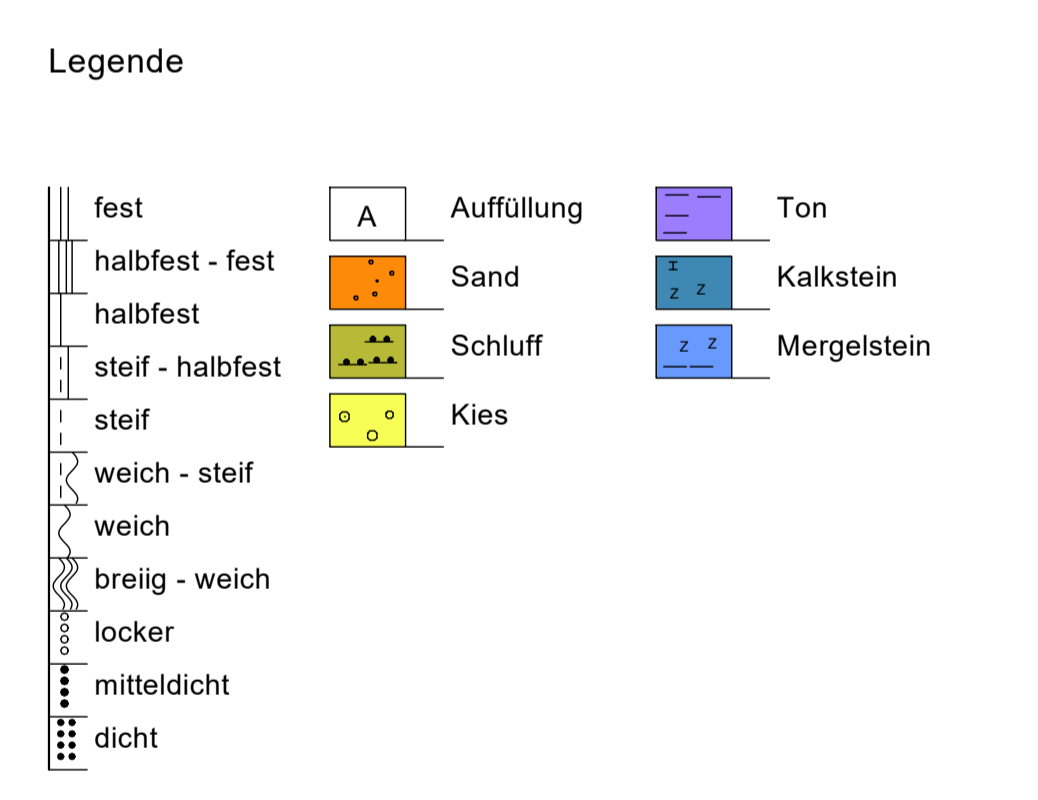 Legende
fest
halbfest - fest
halbfest
steif - halbfest
steif
weich - steif
weich
breiig - weich
locker
mitteldicht
dicht
A
Auffüllung
Sand
Schluff
Kies
Ton
I
z z
Kalkstein
z z
Mergelstein